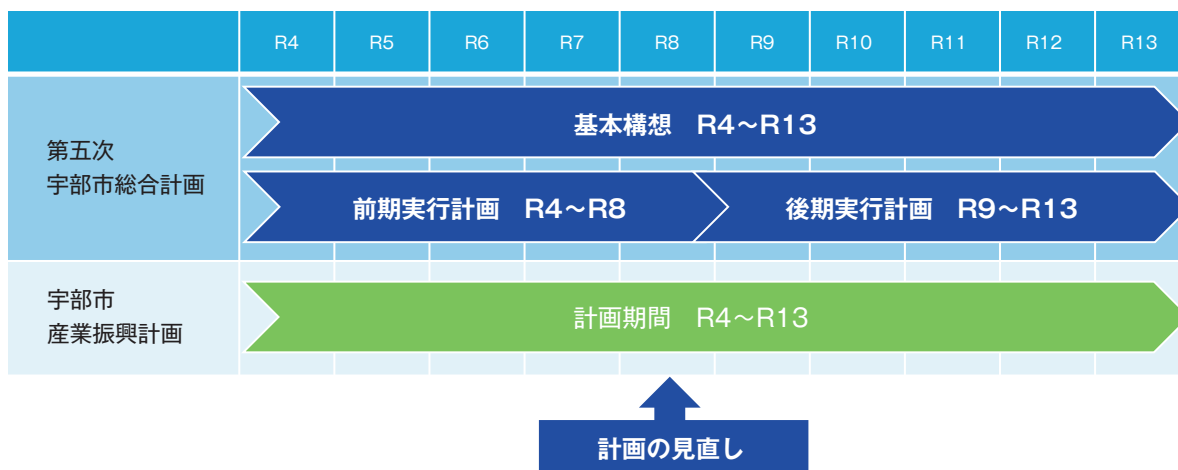 R4 R5 R6 R7 R8 R9 R10 R11 R12 R13
第五次
宇部市総合計画
基本構想 R4～R13
前期実行計画 R4～R8
後期実行計画 R9～R13
宇部市
産業振興計画
計画期間 R4～R13
計画の見直し